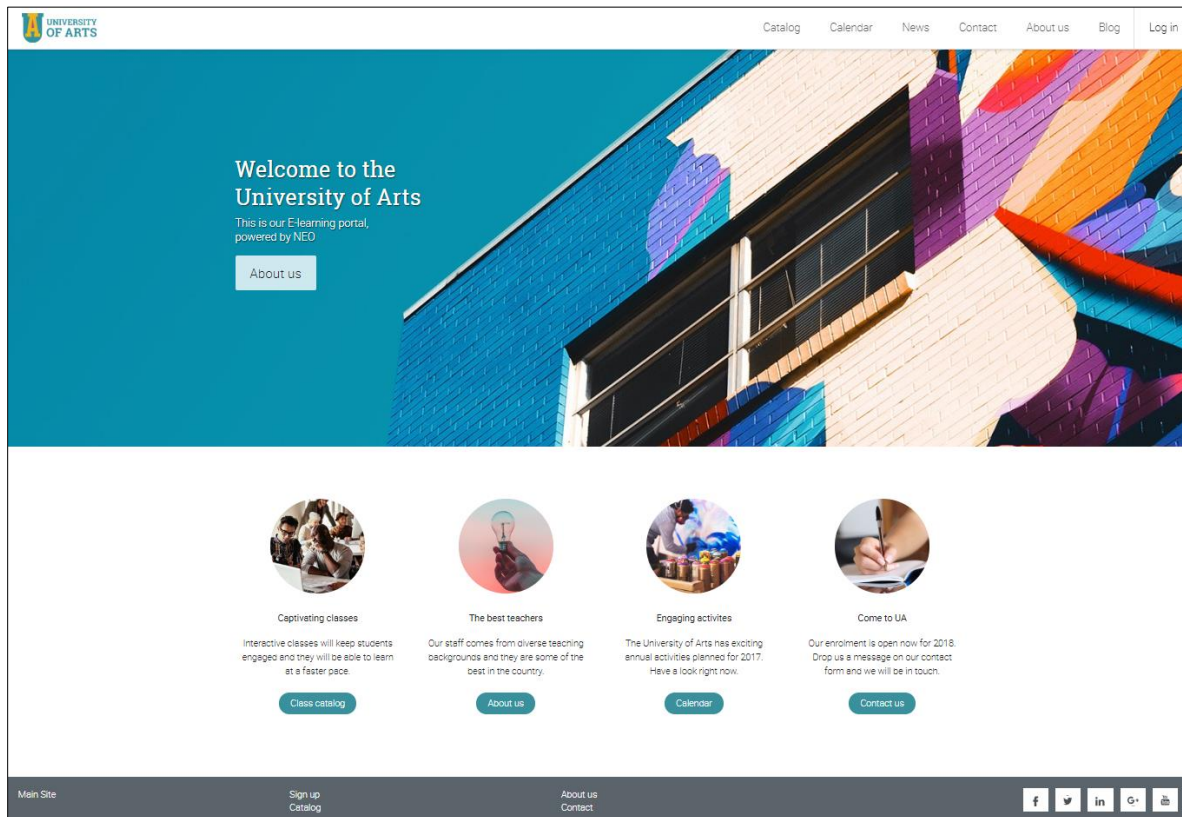 UNIVERSITY
OF ARTS
Catalog Calendar News Contact About us Blog Log in
Welcome to the
University of Arts
This is our E-learning portal,
powered by NEO
About us
Captivating classes
Interactive classes will keep students
engaged and they will be able to learn
at a faster pace.
Class catalog
The best teachers
Our staff comes from diverse teaching
backgrounds and they are some of the
best in the country.
About us
Engaging activites
The University of Arts has exciting
annual activities planned for 2017.
Have a look right now.
Calendar
Come to UA
Our enrolment is open now for 2018.
Drop us a message on our contact
form and we will be in touch.
Contact us
Main Site
Sign up
Catalog
About us
Contact